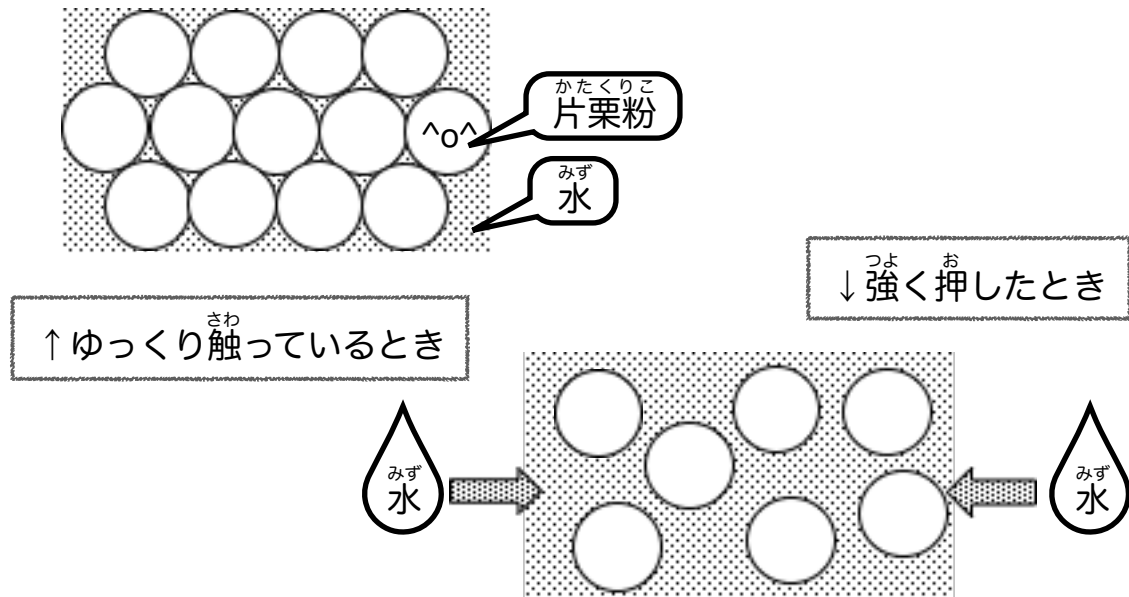 ^o^
かたくりこ
片栗粉
みず
水
つよ お
↓強く押したとき
さわ
↑ゆっくり触っているとき
みず
水
みず
水